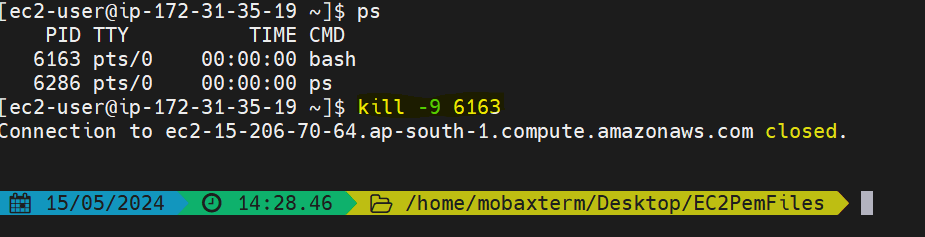 [ec2-user@ip-172-31-35-19 ~]$ ps
    PID TTY          TIME CMD
   6163 pts/0    00:00:00 bash
   6286 pts/0    00:00:00 ps
[ec2-user@ip-172-31-35-19 ~]$ kill -9 6163
Connection to ec2-15-206-70-64.ap-south-1.compute.amazonaws.com closed.
15/05/2024 14:28.46 /home/mobaxterm/Desktop/EC2PemFiles